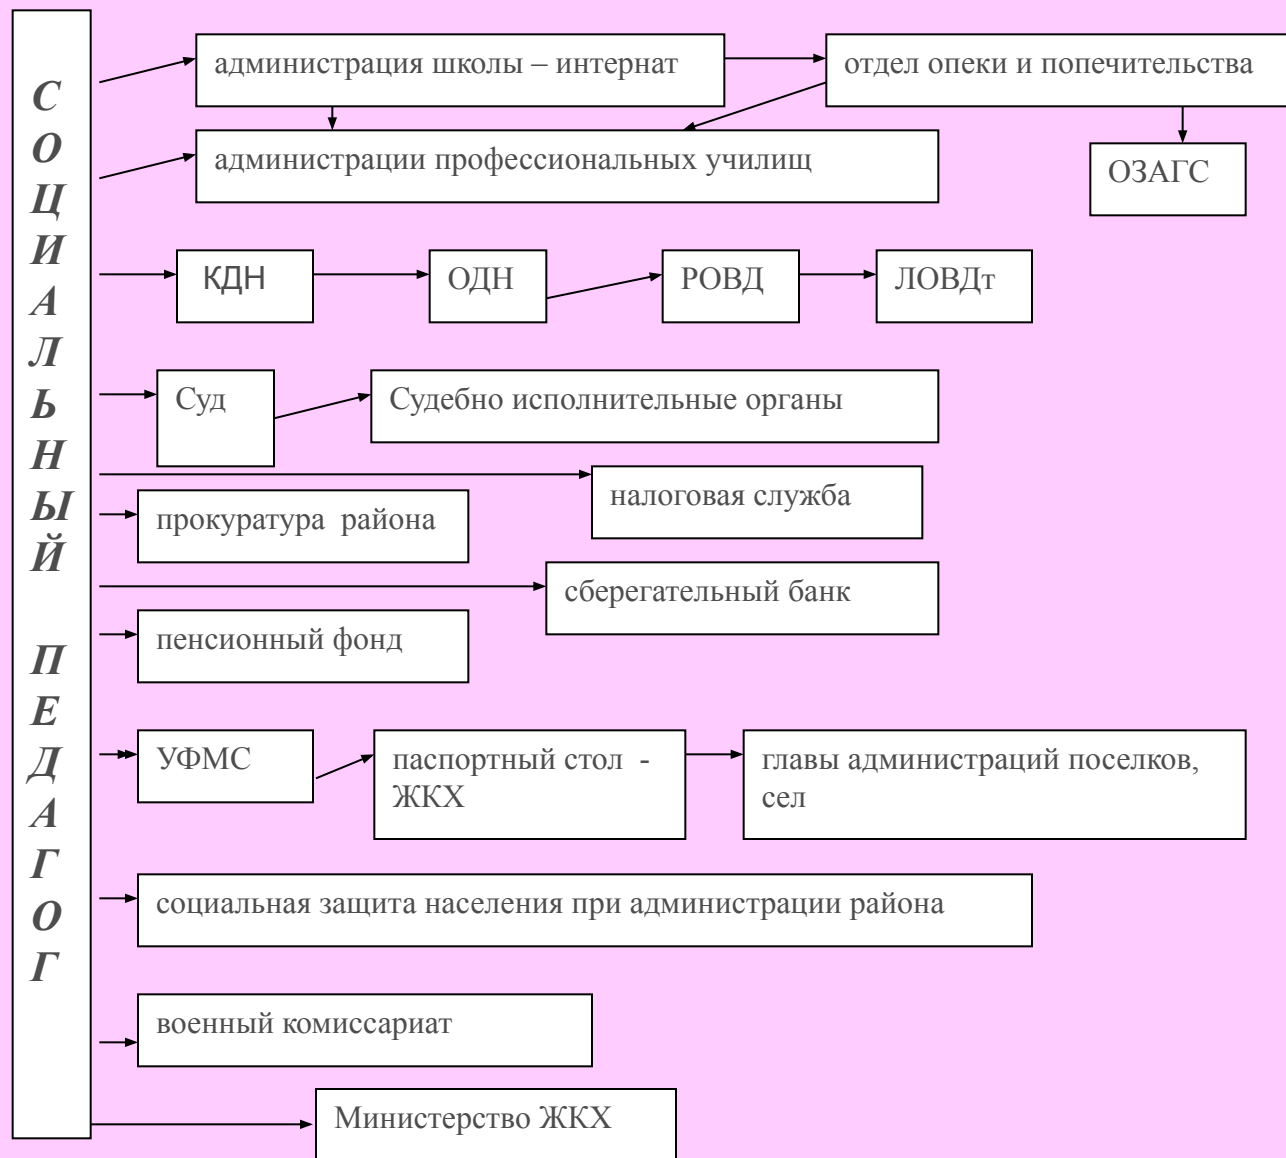 СОЦИАЛЬНЫЙ ПЕДАГОГ
администрация школы – интернат
отдел опеки и попечительства
администрации профессиональных училищ
ОЗАГС
КДН
ОДН
РОВД
ЛОВДт
Суд
Судебно исполнительные органы
налоговая служба
прокуратура района
сберегательный банк
пенсионный фонд
УФМС
паспортный стол -
ЖКХ
главы администраций поселков,
сел
социальная защита населения при администрации района
военный комиссариат
Министерство ЖКХ